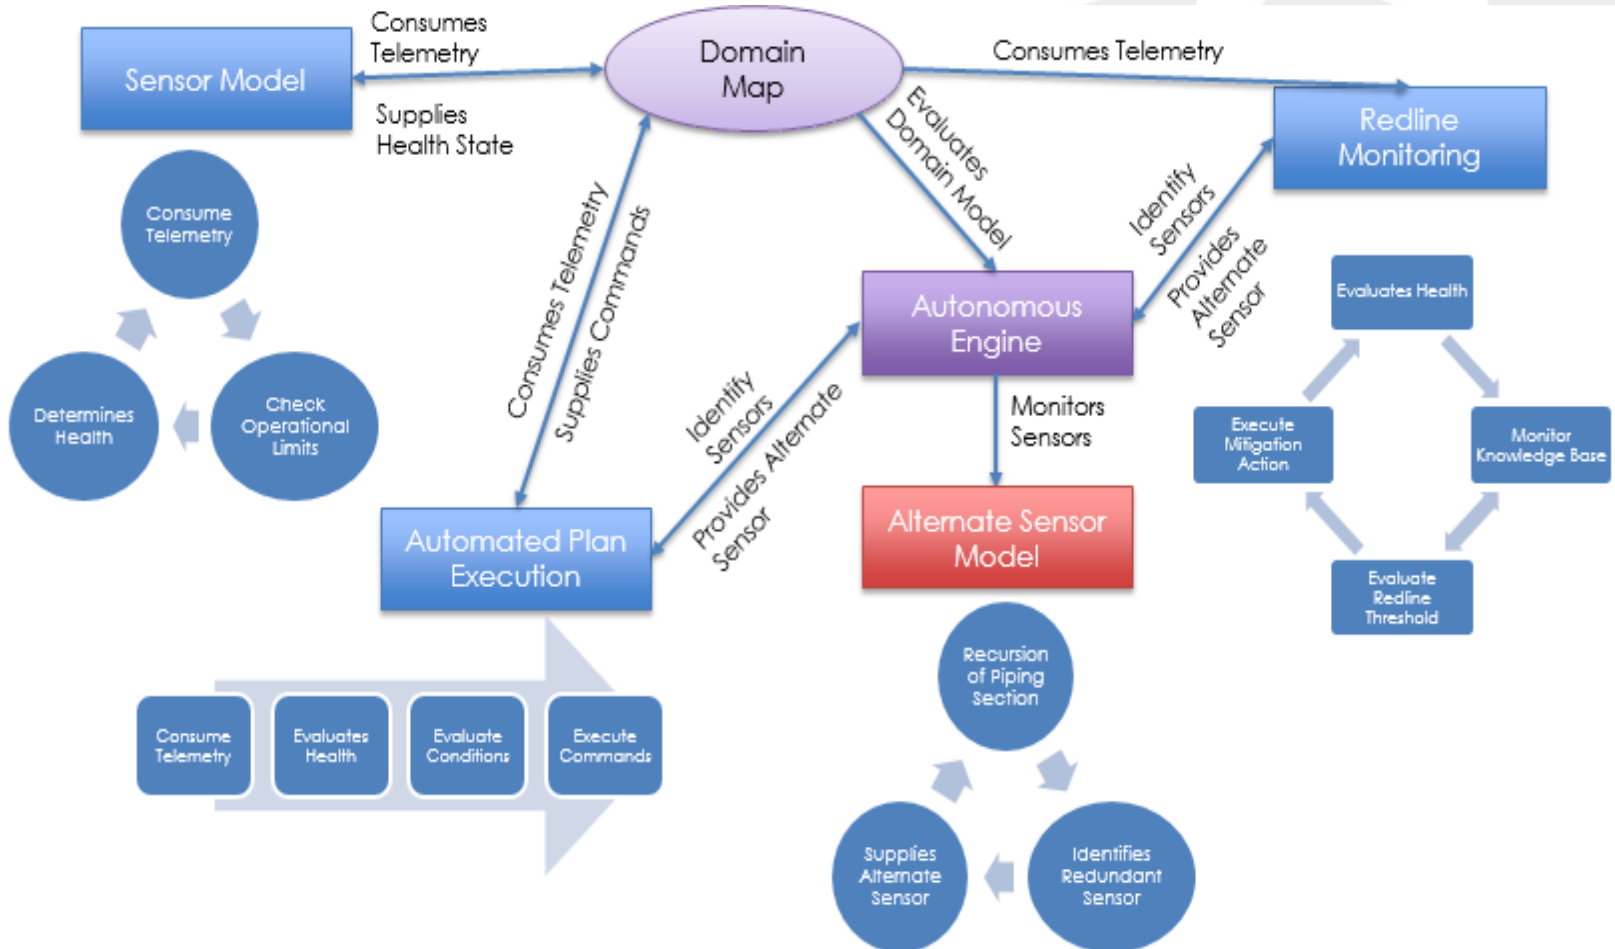 Consumes
Telemetry
Domain
Map
Consumes Telemetry
Sensor Model
Supplies
Health State
Evaluates
Domain Model
Redline
Monitoring
Identify
Sensors
Provides
Alternate
Sensor
Consume
Telemetry
Check
Operational
Limits
Determines
Health
Consumes Telemetry
Supplies Commands
Autonomous
Engine
Evaluates Health
Monitor
Knowledge Base
Evaluate
Redline
Threshold
Execute
Mitigation
Action
Identify
Sensors
Provides Alternate
Sensor
Monitors
Sensors
Automated Plan
Execution
Alternate Sensor
Model
Consume
Telemetry
Evaluates
Health
Evaluate
Conditions
Execute
Commands
Recursion
of Piping
Section
Identifies
Redundant
Sensor
Supplies
Alternate
Sensor